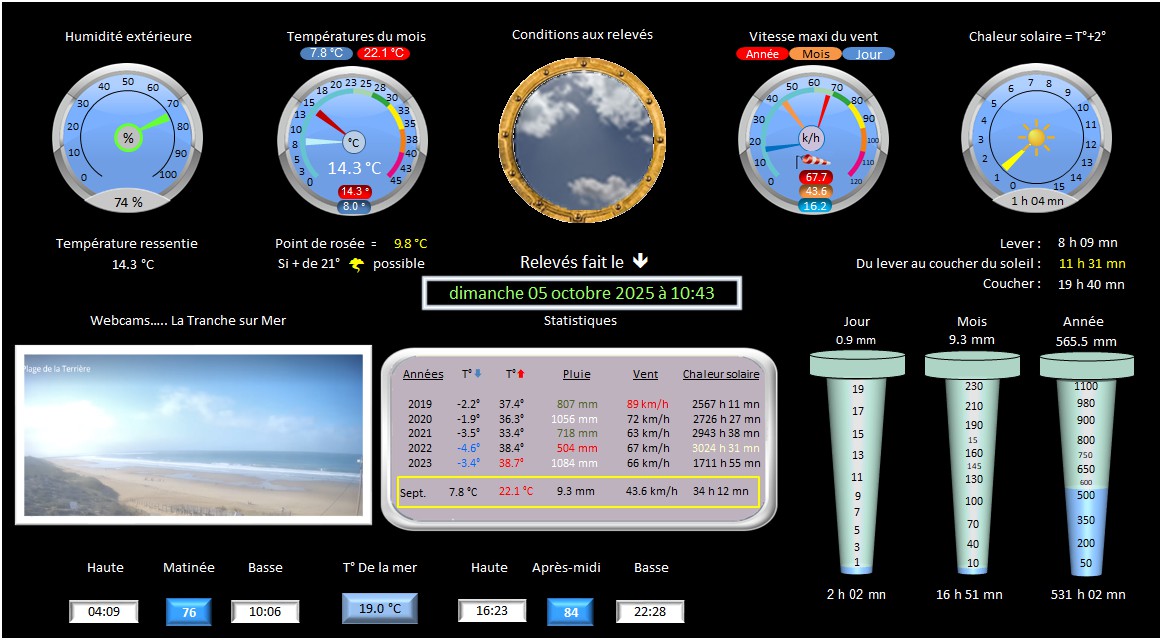 Humidité extérieure
Températures du mois
Conditions aux relevés
Vitesse maxi du vent
Chaleur solaire = T°+2°
7.8 °C 22.1 °C
Année Mois Jour
0 10 20 30 40 50 60 70 80 90 100
%
74 %
0 3 5 8 10 13 15 18 20 23 25 28 30 33 35 38 40 43 45
°C
14.3 °C
14.3 °
8.0 °
0 10 20 30 40 50 60 70 80 90 100 110 120
k/h
67.7
43.6
16.2
0 1 2 3 4 5 6 7 8 9 10 11 12 13 14 15
1 h 04 mn
Température ressentie
14.3 °C
Point de rosée = 9.8 °C
Si + de 21° possible
Relevés fait le
dimanche 05 octobre 2025 à 10:43
Lever : 8 h 09 mn
Du lever au coucher du soleil : 11 h 31 mn
Coucher : 19 h 40 mn
Webcams..... La Tranche sur Mer
Plage de la Terrière
Statistiques
Années T° T° Pluie Vent Chaleur solaire
2019 -2.2° 37.4° 807 mm 89 km/h 2567 h 11 mn
2020 -1.9° 36.3° 1056 mm 72 km/h 2726 h 27 mn
2021 -3.5° 33.4° 718 mm 63 km/h 2943 h 38 mn
2022 -4.6° 38.4° 504 mm 67 km/h 3024 h 31 mn
2023 -3.4° 38.7° 1084 mm 66 km/h 1711 h 55 mn
Sept. 7.8 °C 22.1 °C 9.3 mm 43.6 km/h 34 h 12 mn
Jour Mois Année
0.9 mm 9.3 mm 565.5 mm
19 17 15 13 11 9 7 5 3 1
230 210 190 15 160 145 130 100 70 40 10
1100 980 900 800 750 650 600 500 350 200 50
2 h 02 mn 16 h 51 mn 531 h 02 mn
Haute Matinée Basse T° De la mer Haute Après-midi Basse
04:09 76 10:06 19.0 °C 16:23 84 22:28